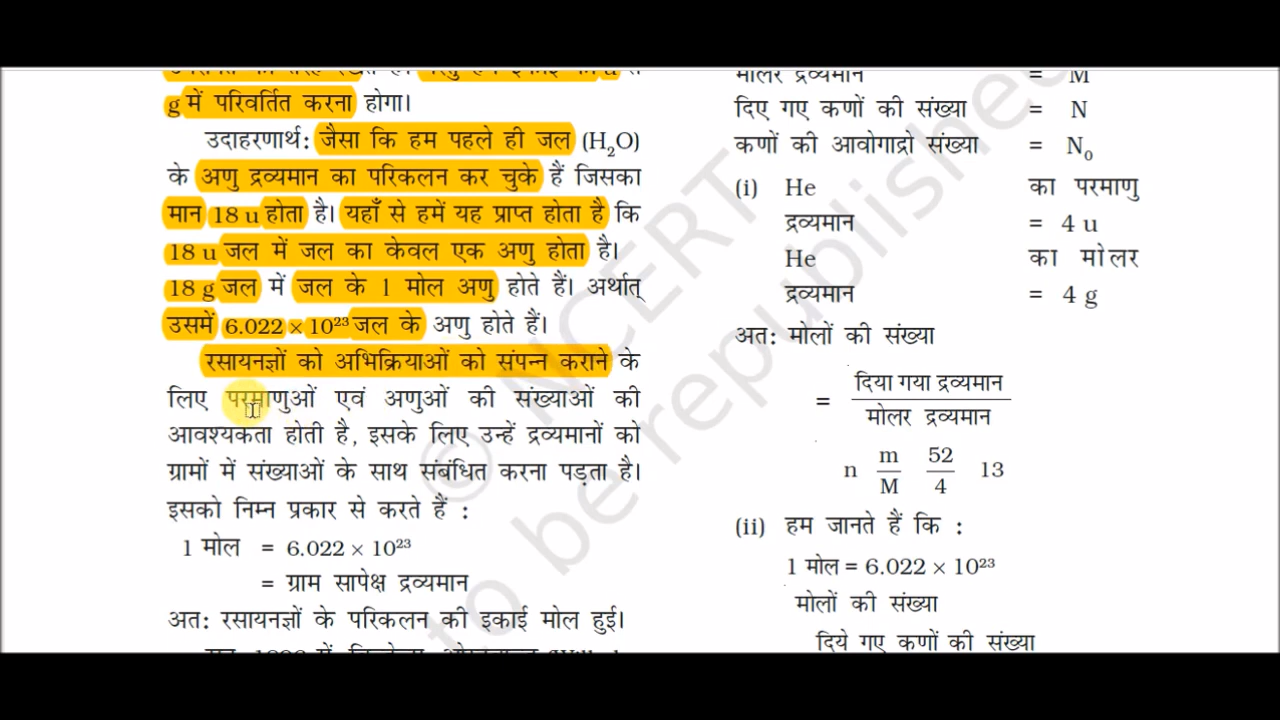 g में परिवर्तित करना होगा।
उदाहरणार्थ: जैसा कि हम पहले ही जल (H₂O)
के अणु द्रव्यमान का परिकलन कर चुके हैं जिसका
मान 18 u होता है। यहाँ से हमें यह प्राप्त होता है कि
18 u जल में जल का केवल एक अणु होता है।
18 g जल में जल के 1 मोल अणु होते हैं। अर्थात्
उसमें 6.022 × 10²³ जल के अणु होते हैं।
रसायनज्ञों को अभिक्रियाओं को संपन्न कराने के
लिए परमाणुओं एवं अणुओं की संख्याओं की
आवश्यकता होती है, इसके लिए उन्हें द्रव्यमानों को
ग्रामों में संख्याओं के साथ संबंधित करना पड़ता है।
इसको निम्न प्रकार से करते हैं :
1 मोल = 6.022 × 10²³
= ग्राम सापेक्ष द्रव्यमान
अत: रसायनज्ञों के परिकलन की इकाई मोल हुई।
मोलर द्रव्यमान = M
दिए गए कणों की संख्या = N
कणों की आवोगाद्रो संख्या = N₀
(i) He का परमाणु
द्रव्यमान = 4 u
He का मोलर
द्रव्यमान = 4 g
अत: मोलों की संख्या
= दिया गया द्रव्यमान
मोलर द्रव्यमान
n m/M 52/4 13
(ii) हम जानते हैं कि :
1 मोल = 6.022 × 10²³
मोलों की संख्या
दिये गए कणों की संख्या
© NCERT
to be republished